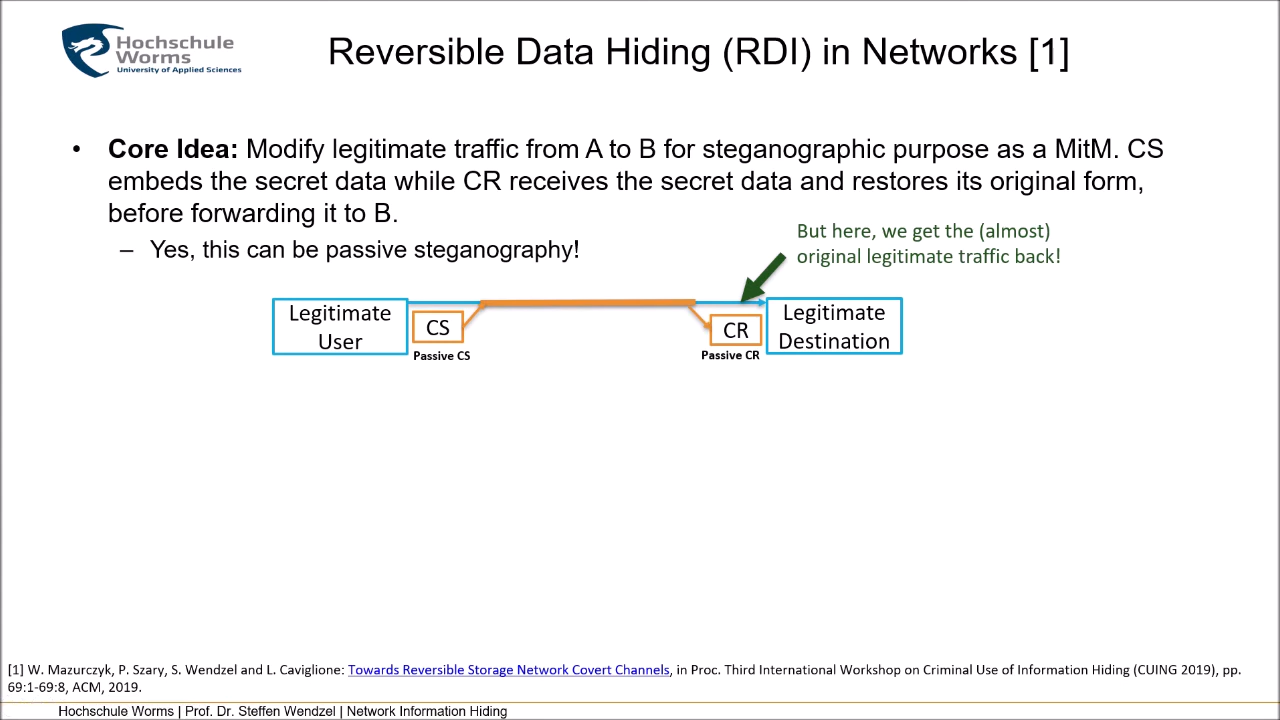 Hochschule
Worms
University of Applied Sciences
Reversible Data Hiding (RDI) in Networks [1]
• Core Idea: Modify legitimate traffic from A to B for steganographic purpose as a MitM. CS
embeds the secret data while CR receives the secret data and restores its original form,
before forwarding it to B.
– Yes, this can be passive steganography!
But here, we get the (almost)
original legitimate traffic back!
Legitimate
User
CS
Passive CS
CR
Passive CR
Legitimate
Destination
[1] W. Mazurczyk, P. Szary, S. Wendzel and L. Caviglione: Towards Reversible Storage Network Covert Channels, in Proc. Third International Workshop on Criminal Use of Information Hiding (CUING 2019), pp.
69:1-69:8, ACM, 2019.
Hochschule Worms | Prof. Dr. Steffen Wendzel | Network Information Hiding